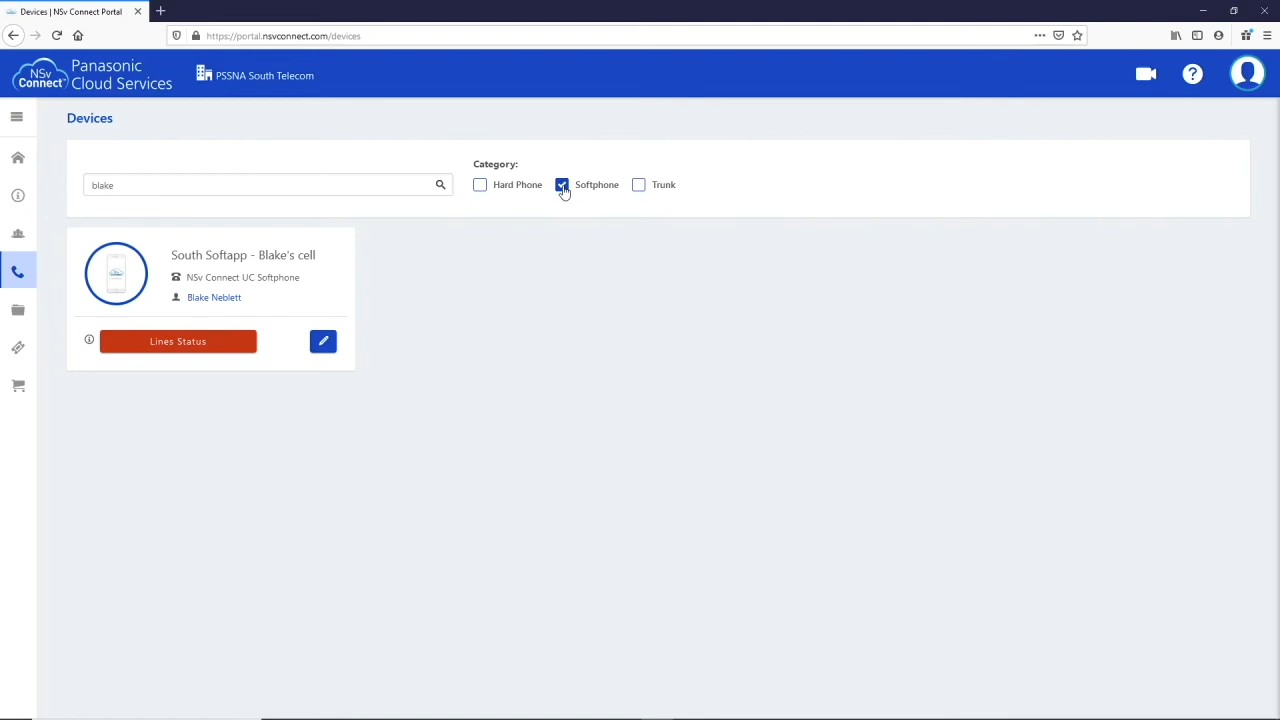 Devices | NSv Connect Portal
https://portal.nsvconnect.com/devices
NSv
Connect
Panasonic
Cloud Services
PSSNA South Telecom
Devices
blake
Category:
Hard Phone
Softphone
Trunk
South Softapp - Blake's cell
NSv Connect UC Softphone
Blake Neblett
Lines Status